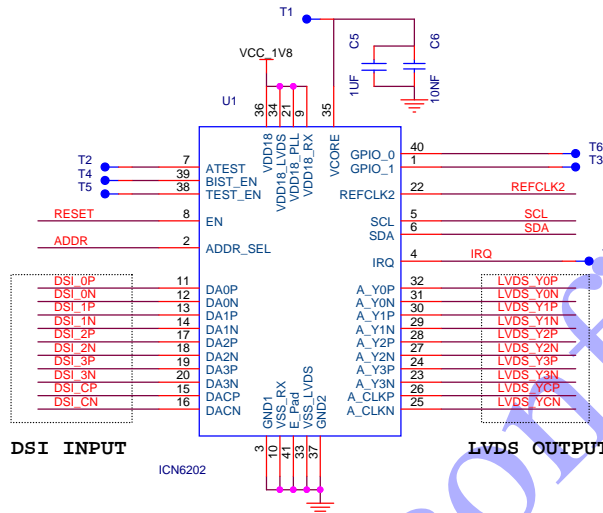 T1
C5
C6
1UF
10NF
VCC_1V8
U1
36
34
21
9
35
VDD18
VDD18_LVDS
VDD18_PLL
VDD18_RX
VCORE
T2
7
ATEST
T4
39
BIST_EN
T5
38
TEST_EN
RESET
8
EN
ADDR
2
ADDR_SEL
DSI_0P
11
DA0P
DSI_0N
12
DA0N
DSI_1P
13
DA1P
DSI_1N
14
DA1N
DSI_2P
17
DA2P
DSI_2N
18
DA2N
DSI_3P
19
DA3P
DSI_3N
20
DA3N
DSI_CP
15
DACP
DSI_CN
16
DACN
GPIO_0
40
T6
GPIO_1
1
T3
REFCLK2
22
REFCLK2
SCL
5
SCL
SDA
6
SDA
IRQ
4
IRQ
A_Y0P
32
LVDS_Y0P
A_Y0N
31
LVDS_Y0N
A_Y1P
30
LVDS_Y1P
A_Y1N
29
LVDS_Y1N
A_Y2P
28
LVDS_Y2P
A_Y2N
27
LVDS_Y2N
A_Y3P
24
LVDS_Y3P
A_Y3N
23
LVDS_Y3N
A_CLKP
26
LVDS_YCP
A_CLKN
25
LVDS_YCN
GND1
VSS_RX
E_Pad
VSS_LVDS
GND2
3
10
41
33
37
DSI INPUT
LVDS OUTPUT
ICN6202